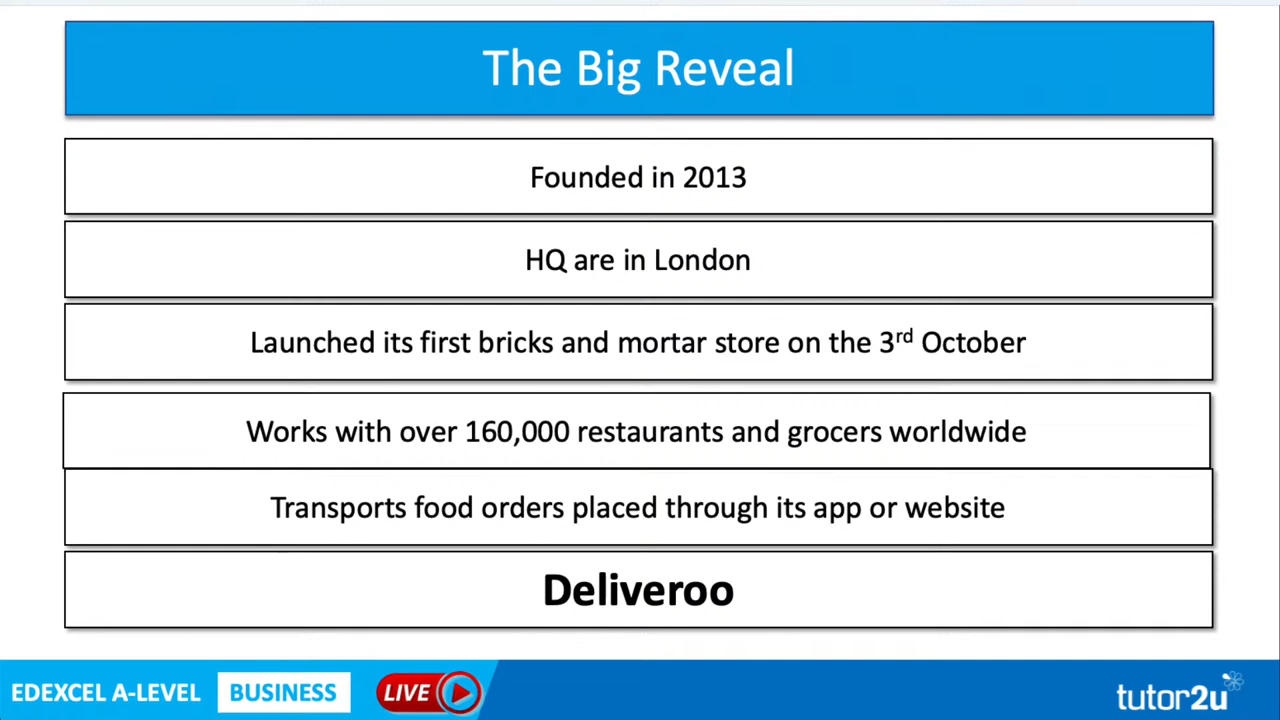 The Big Reveal
Founded in 2013
HQ are in London
Launched its first bricks and mortar store on the 3rd October
Works with over 160,000 restaurants and grocers worldwide
Transports food orders placed through its app or website
Deliveroo
EDEXCEL A-LEVEL BUSINESS LIVE tutor2u